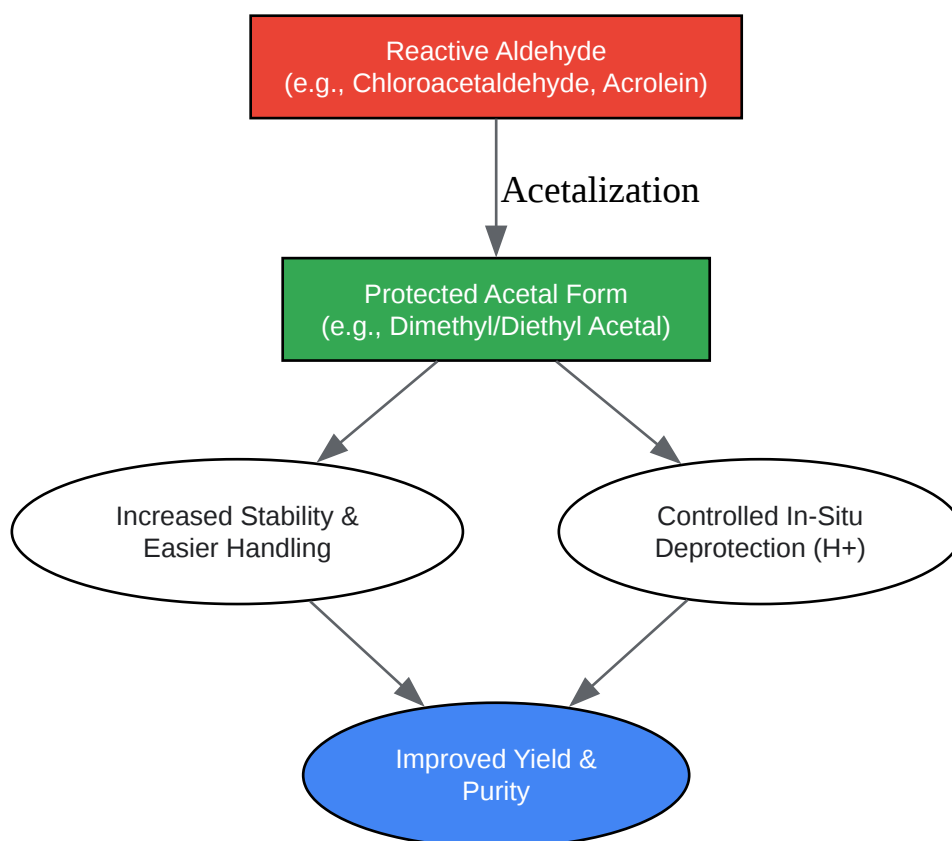 Reactive Aldehyde
(e.g., Chloroacetaldehyde, Acrolein)
Acetalization
Protected Acetal Form
(e.g., Dimethyl/Diethyl Acetal)
Increased Stability &
Easier Handling
Controlled In-Situ
Deprotection (H+)
Improved Yield &
Purity